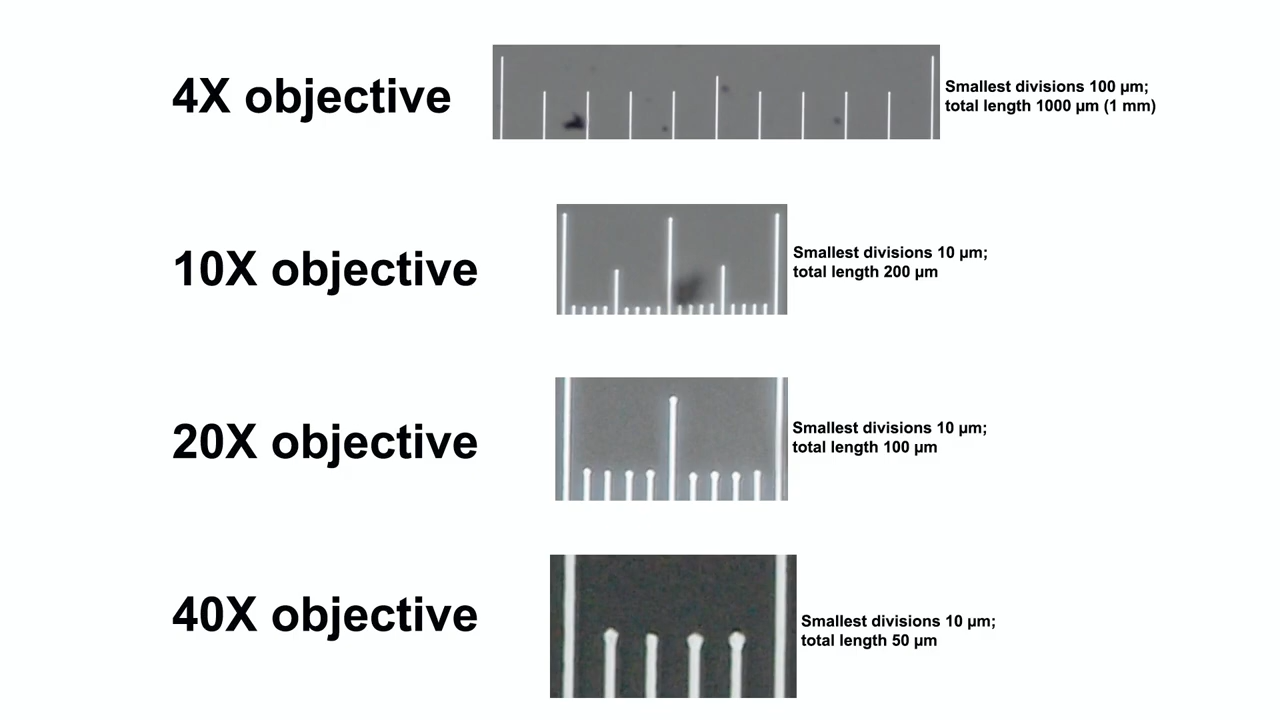 4X objective
Smallest divisions 100 µm;
total length 1000 µm (1 mm)
10X objective
Smallest divisions 10 µm;
total length 200 µm
20X objective
Smallest divisions 10 µm;
total length 100 µm
40X objective
Smallest divisions 10 µm;
total length 50 µm